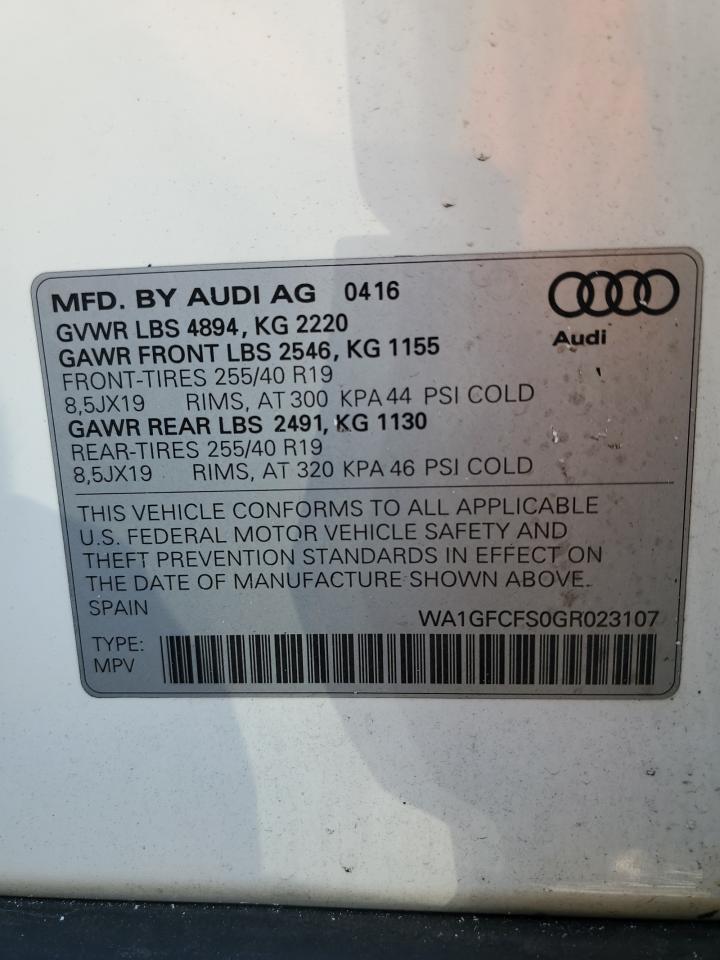 MFD. BY AUDI AG 0416
Audi
GVWR LBS 4894, KG 2220
GAWR FRONT LBS 2546, KG 1155
FRONT-TIRES 255/40 R19
8,5JX19 RIMS, AT 300 KPA 44 PSI COLD
GAWR REAR LBS 2491, KG 1130
REAR-TIRES 255/40 R19
8,5JX19 RIMS, AT 320 KPA 46 PSI COLD
THIS VEHICLE CONFORMS TO ALL APPLICABLE
U.S. FEDERAL MOTOR VEHICLE SAFETY AND
THEFT PREVENTION STANDARDS IN EFFECT ON
THE DATE OF MANUFACTURE SHOWN ABOVE.
SPAIN WA1GFCFS0GR023107
TYPE:
MPV